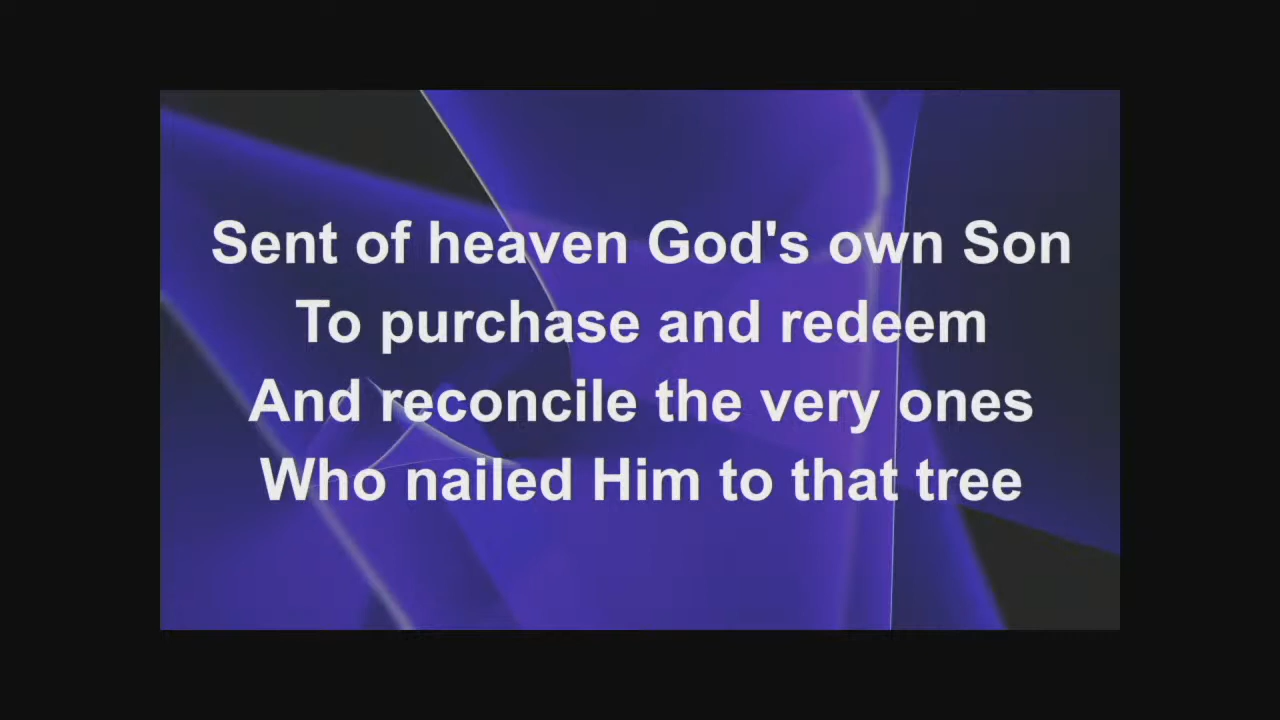 Sent of heaven God's own Son
To purchase and redeem
And reconcile the very ones
Who nailed Him to that tree